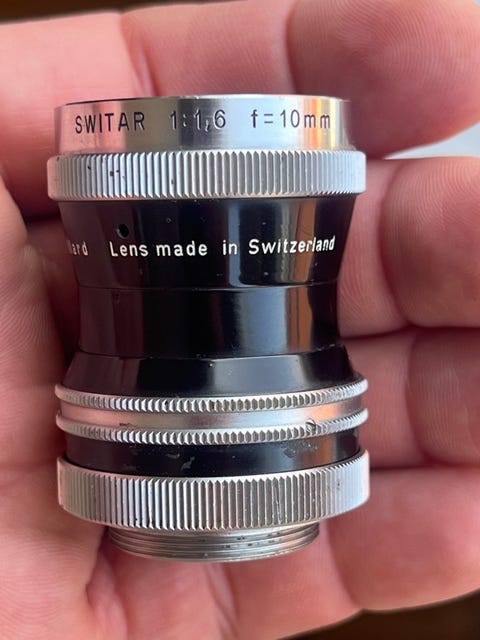 SWITAR 1:1,6 f=10mm
Lens made in Switzerland